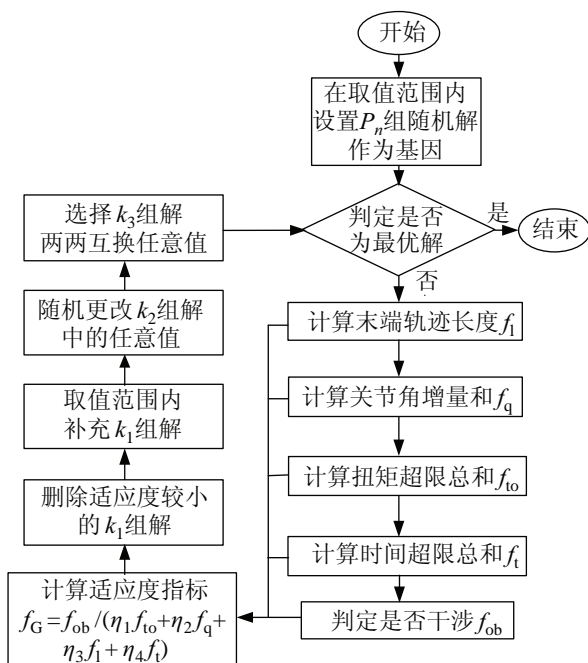 开始
在取值范围内
设置Pn组随机解
作为基因
判定是否
为最优解
是
结束
否
计算末端轨迹长度fl
计算关节角增量和fq
计算扭矩超限总和fto
计算时间超限总和ft
判定是否干涉fob
计算适应度指标
fG=fob/(η1fto+η2fq+
η3fl+η4ft)
删除适应度较小
的k1组解
取值范围内
补充k1组解
随机更改k2组解
中的任意值
选择k3组解
两两互换任意值